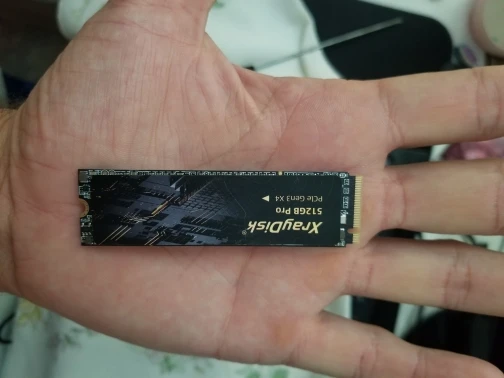 XrayDisk
512GB Pro
PCIe Gen3 X4